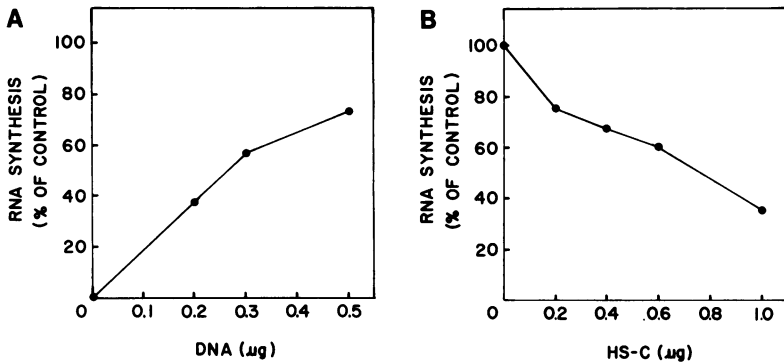 A
RNA SYNTHESIS
(% OF CONTROL)
100
80
60
40
20
0
0.1
0.2
0.3
0.4
0.5
DNA (μg)
B
RNA SYNTHESIS
(% OF CONTROL)
100
80
60
40
20
0
0.2
0.4
0.6
0.8
1.0
HS-C (μg)